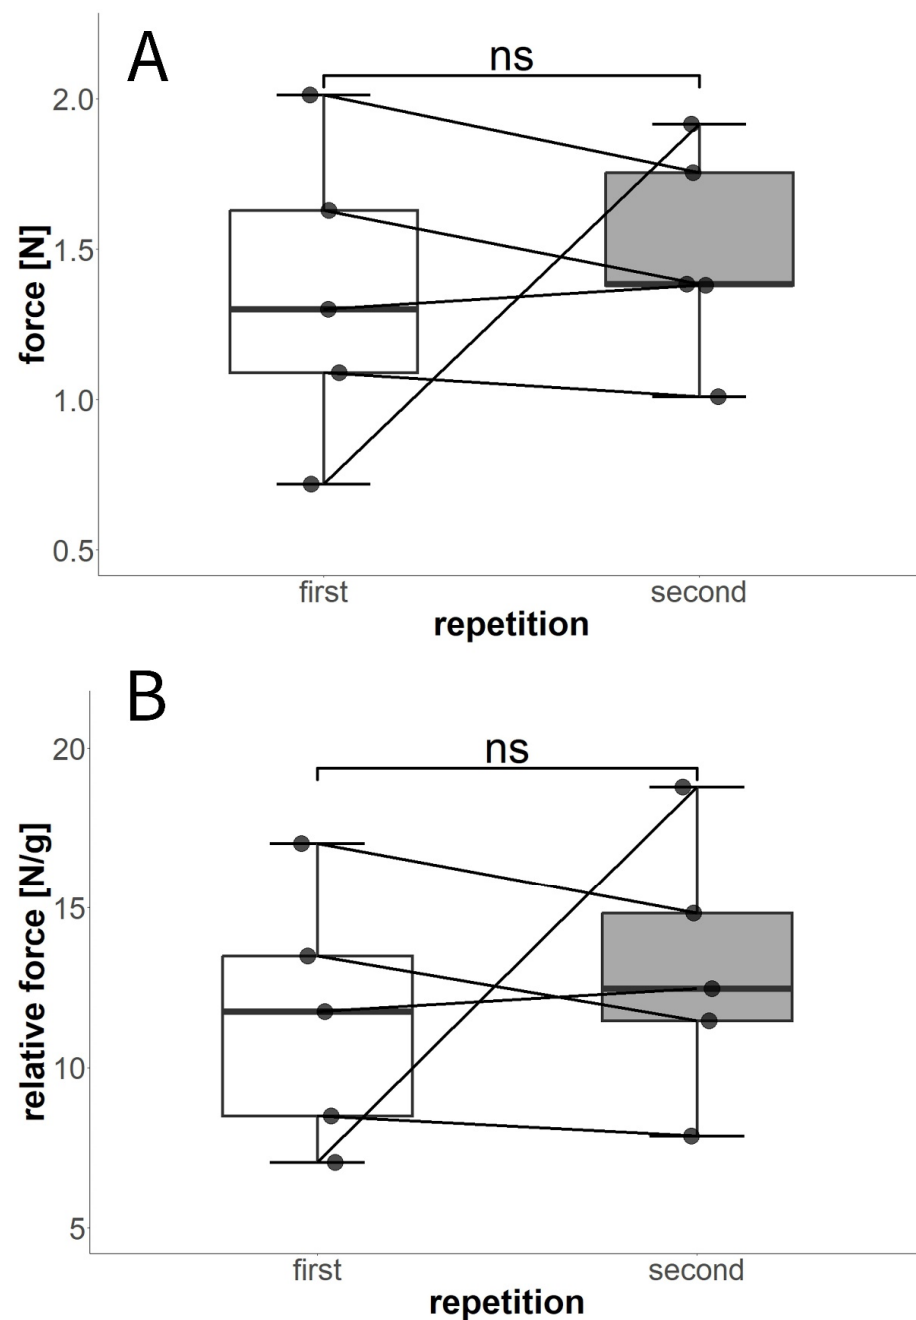 A
ns
2.0
1.5
1.0
0.5
force [N]
first second
repetition
B
ns
20
15
10
5
relative force [N/g]
first second
repetition